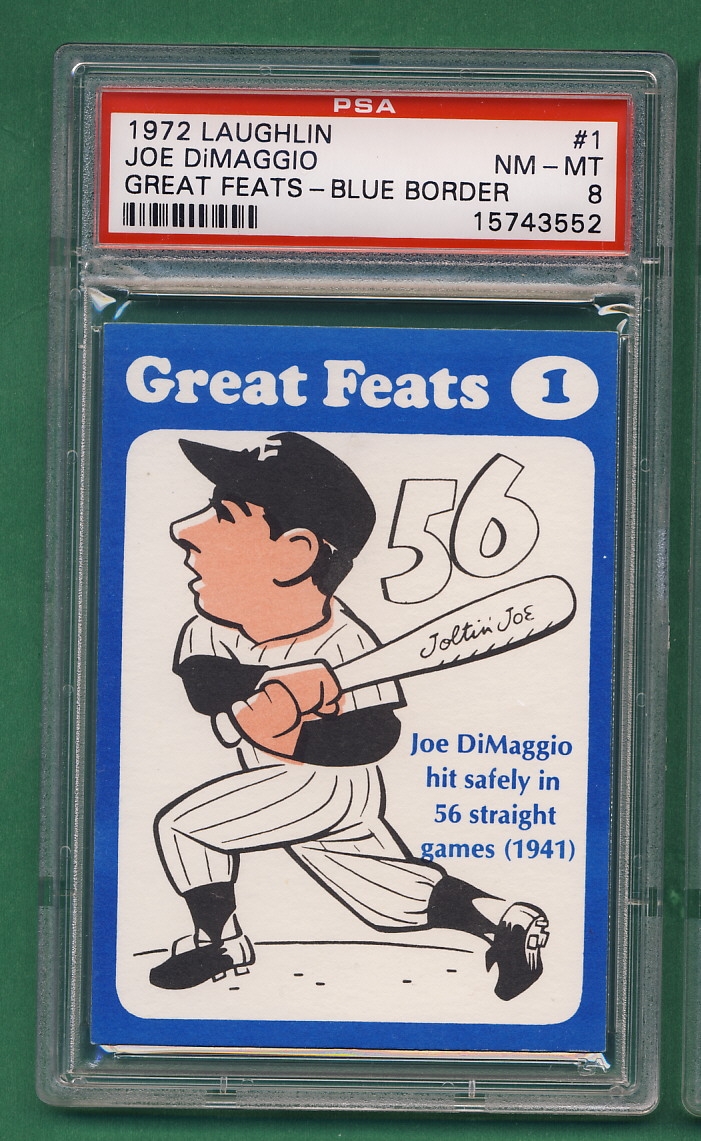 PSA
1972 LAUGHLIN #1
JOE DiMAGGIO NM - MT
GREAT FEATS - BLUE BORDER 8
15743552
Great Feats 1
56
Joltin' Joe
Joe DiMaggio
hit safely in
56 straight
games (1941)